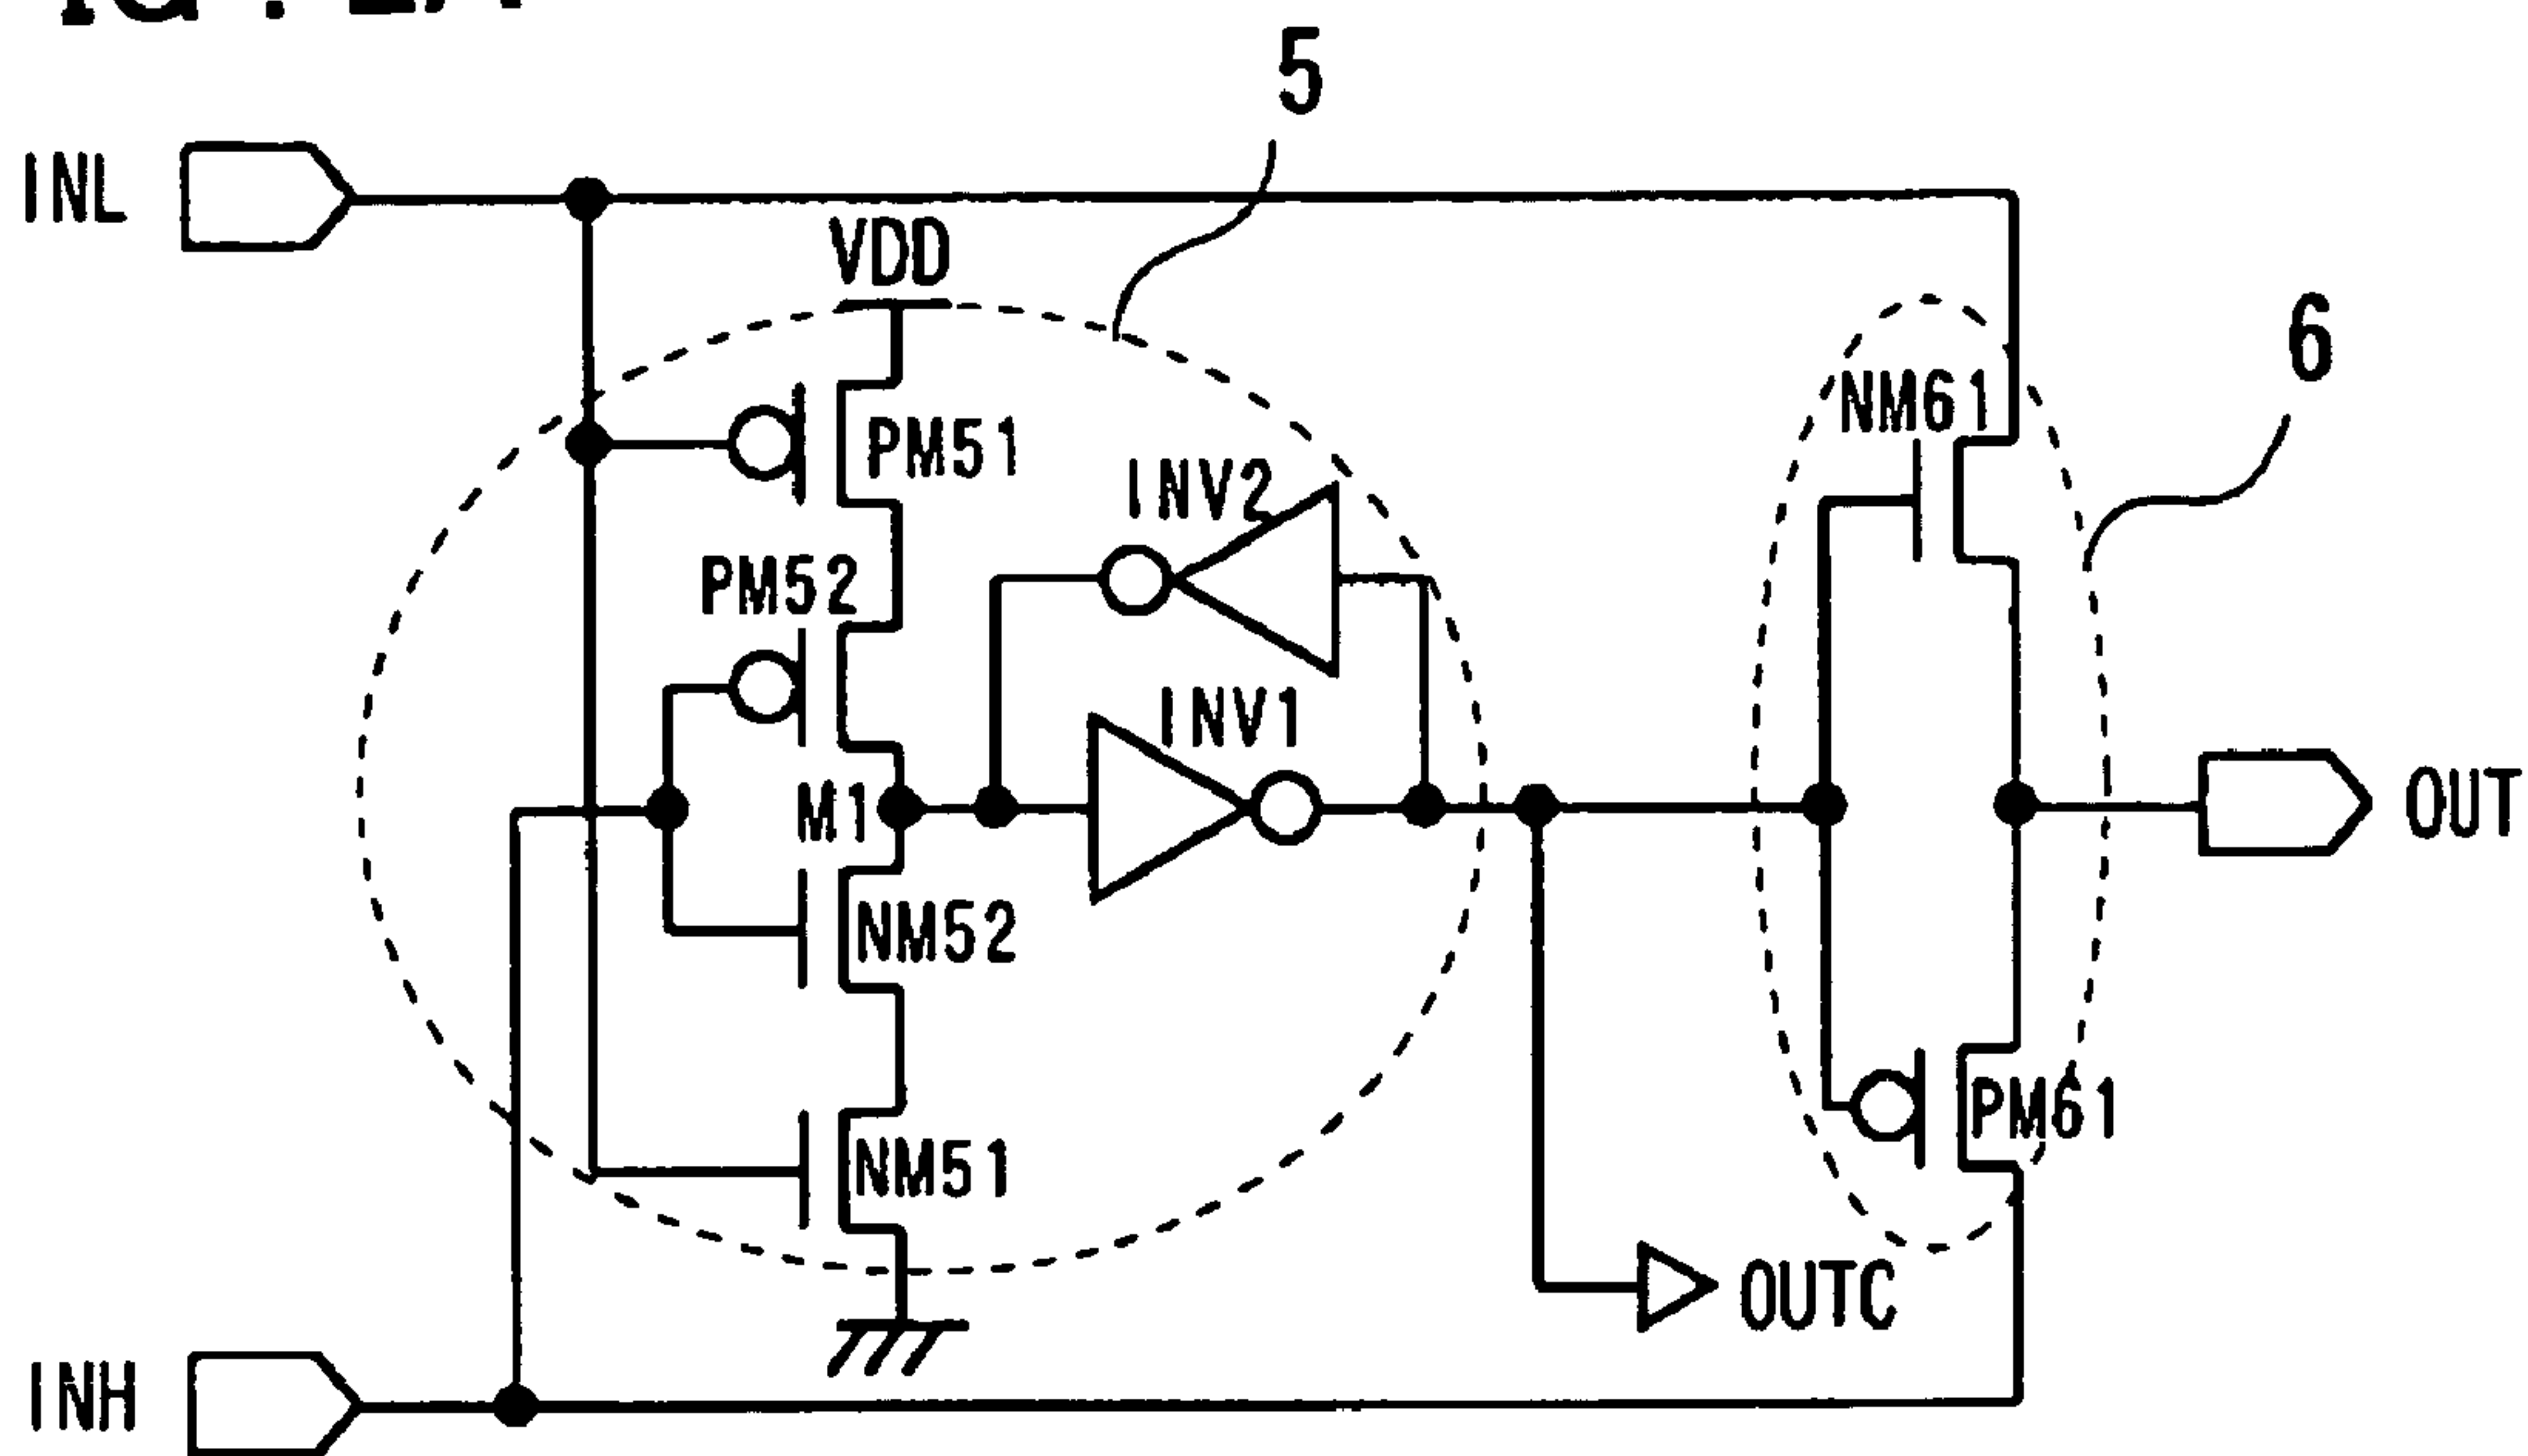 5
INL
VDD
6
NM61
PM51
INV2
PM52
INV1
M1
OUT
NM52
PM61
NM51
OUTC
INH